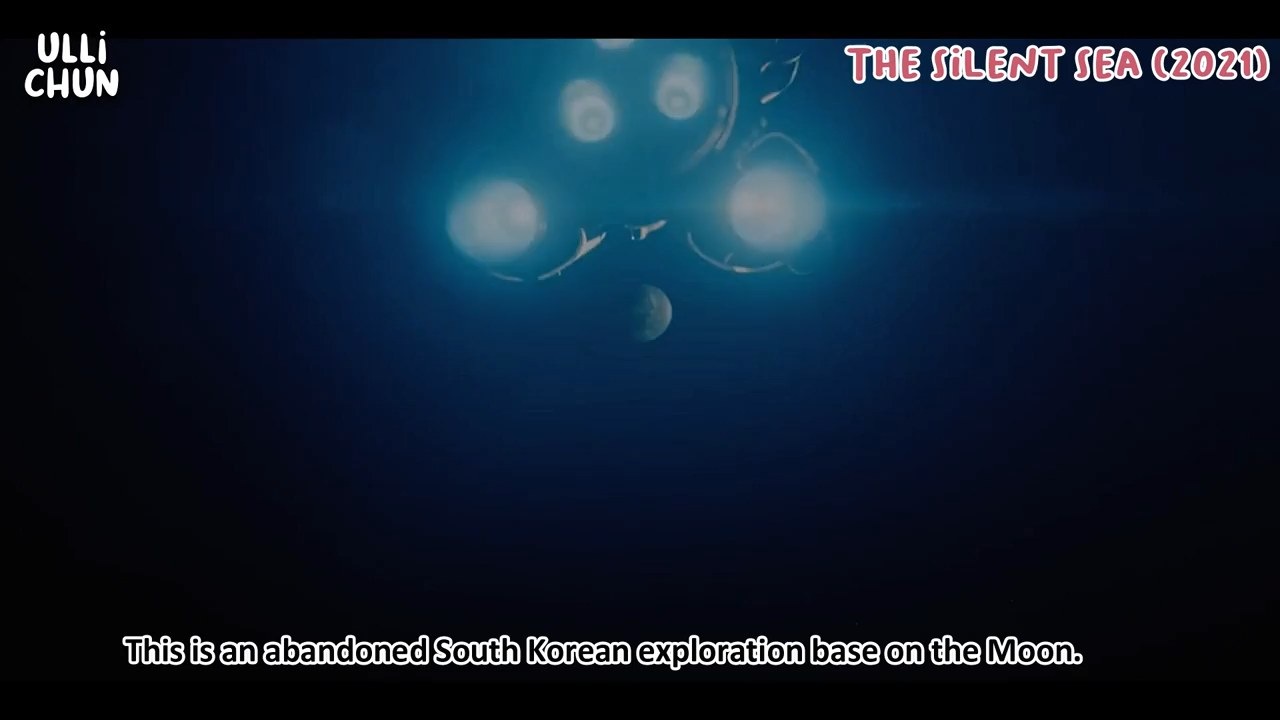 ULLi
CHUN
THE SiLENT SEA (2021)
This is an abandoned South Korean exploration base on the Moon.